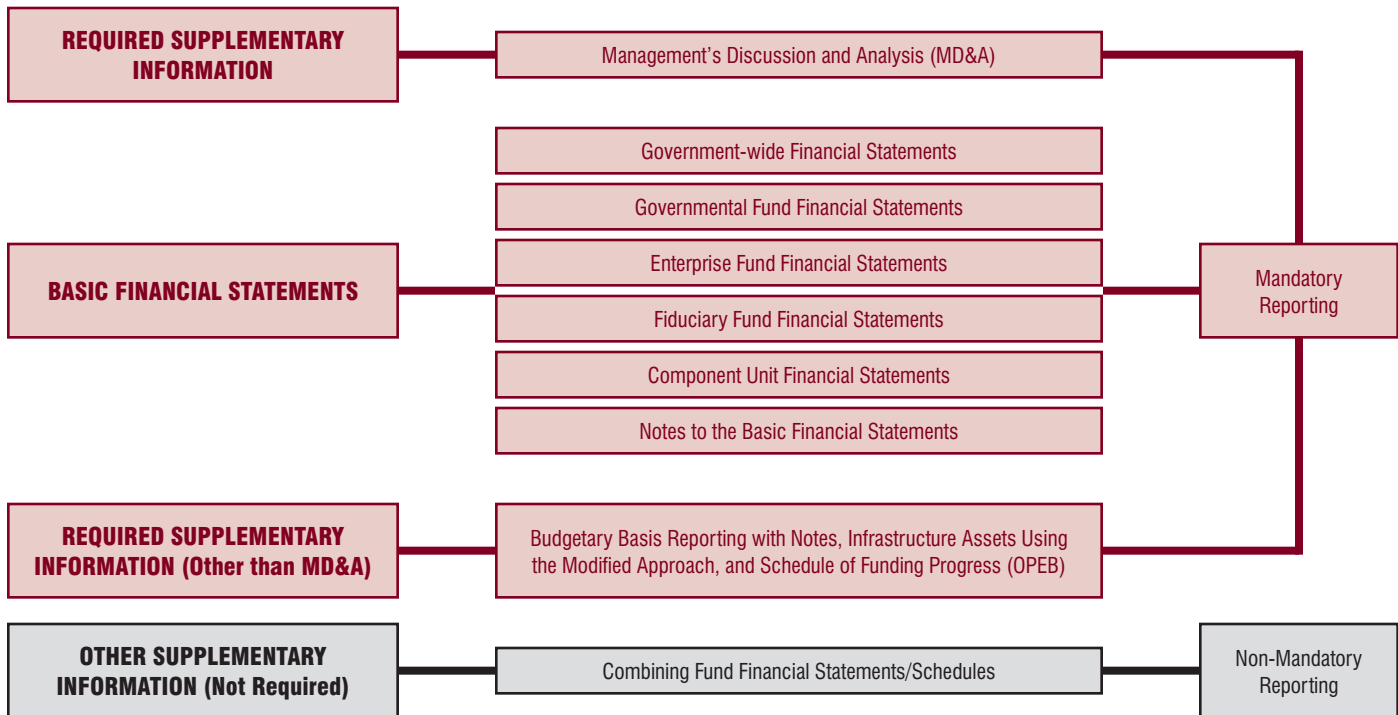 REQUIRED SUPPLEMENTARY
INFORMATION
Management’s Discussion and Analysis (MD&A)
Government-wide Financial Statements
Governmental Fund Financial Statements
BASIC FINANCIAL STATEMENTS
Enterprise Fund Financial Statements
Fiduciary Fund Financial Statements
Component Unit Financial Statements
Notes to the Basic Financial Statements
Mandatory
Reporting
REQUIRED SUPPLEMENTARY
INFORMATION (Other than MD&A)
Budgetary Basis Reporting with Notes, Infrastructure Assets Using
the Modified Approach, and Schedule of Funding Progress (OPEB)
OTHER SUPPLEMENTARY
INFORMATION (Not Required)
Combining Fund Financial Statements/Schedules
Non-Mandatory
Reporting